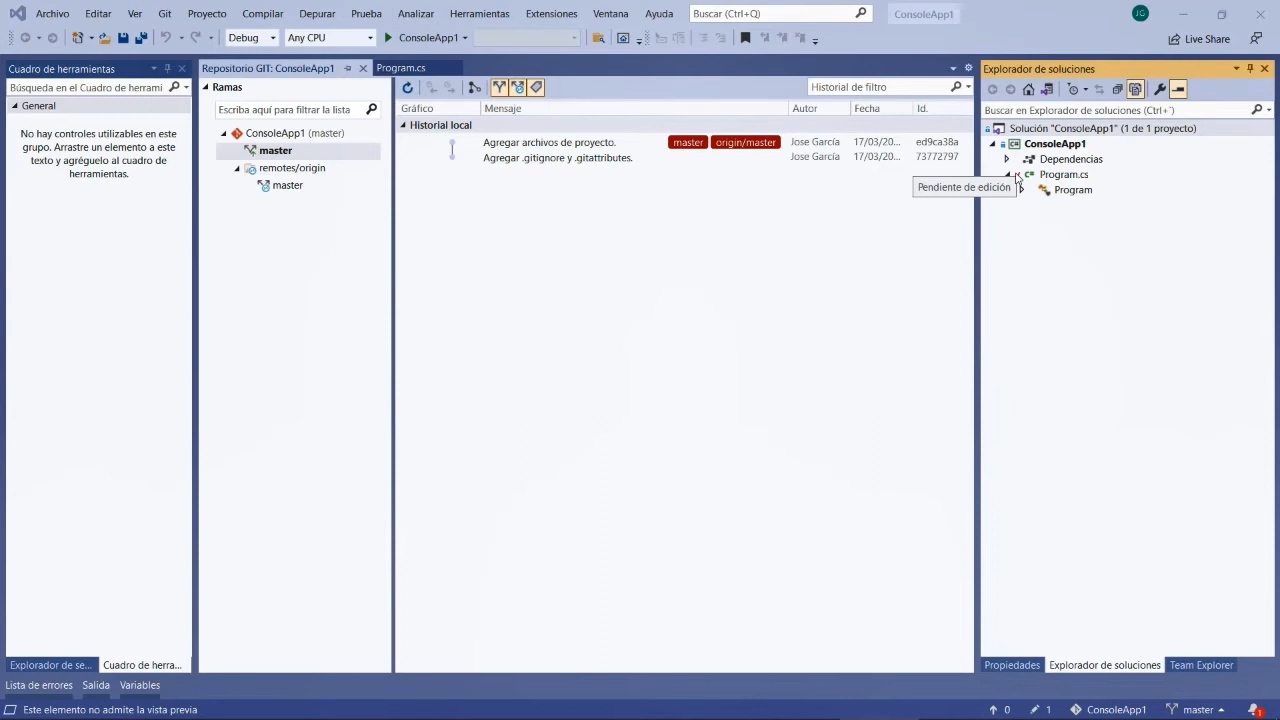 Archivo Editar Ver Git Proyecto Compilar Depurar Prueba Analizar Herramientas Extensiones Ventana Ayuda Buscar (Ctrl+Q) ConsoleApp1 JG
Debug Any CPU ConsoleApp1 Live Share
Cuadro de herramientas
Búsqueda en el Cuadro de herrami
General
No hay controles utilizables en este
grupo. Arrastre un elemento a este
texto y agréguelo al cuadro de
herramientas.
Explorador de se... Cuadro de herra...
Repositorio GIT: ConsoleApp1 Program.cs
Ramas
Escriba aquí para filtrar la lista
ConsoleApp1 (master)
master
remotes/origin
master
Historial de filtro
Gráfico Mensaje Autor Fecha Id.
Historial local
Agregar archivos de proyecto. master origin/master Jose García 17/03/20... ed9ca38a
Agregar .gitignore y .gitattributes. Jose García 17/03/20... 73772797
Pendiente de edición
Explorador de soluciones
Buscar en Explorador de soluciones (Ctrl+´)
Solución "ConsoleApp1" (1 de 1 proyecto)
ConsoleApp1
Dependencias
C# Program.cs
Program
Propiedades Explorador de soluciones Team Explorer
Lista de errores Salida Variables
Este elemento no admite la vista previa 0 1 ConsoleApp1 master 1